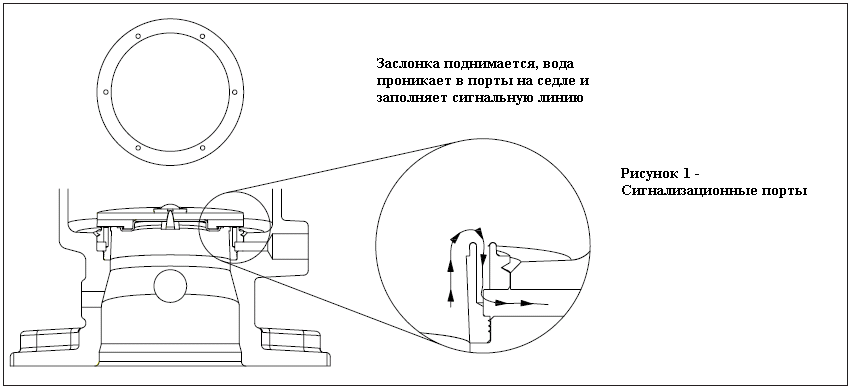 Заслонка поднимается, вода
проникает в порты на седле и
заполняет сигнальную линию
Рисунок 1 -
Сигнализационные порты